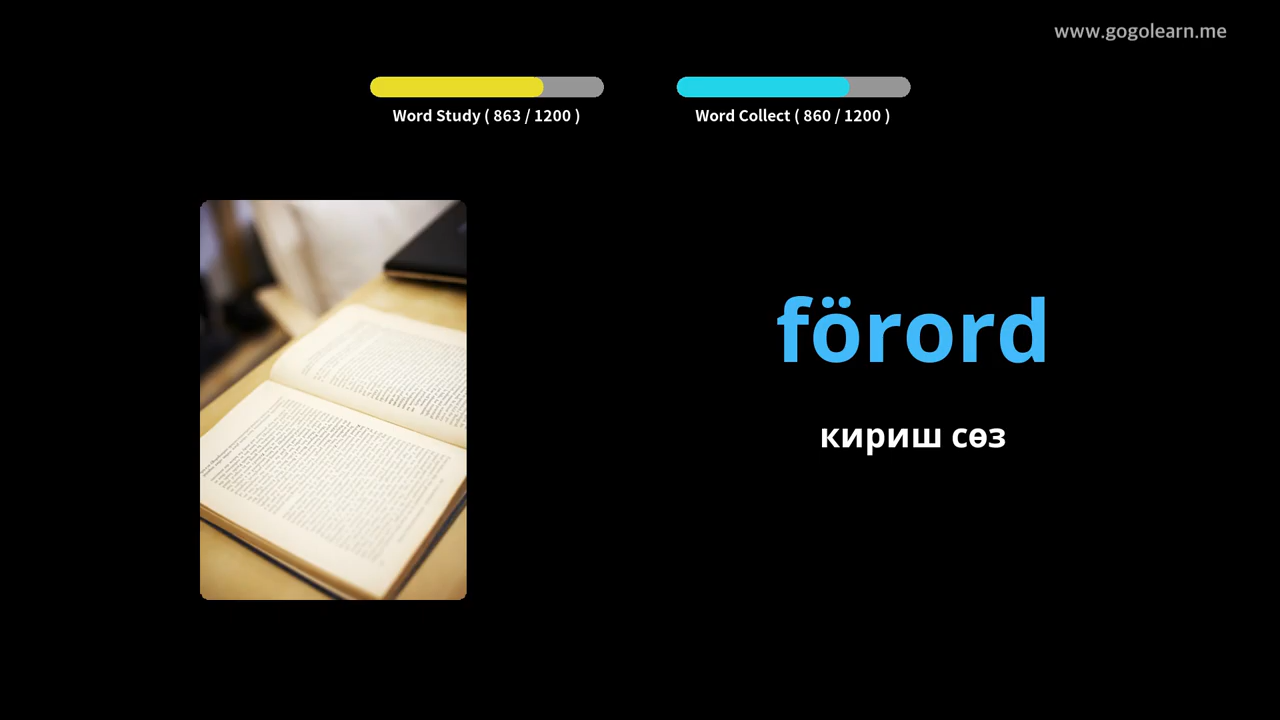 www.gogolearn.me
Word Study ( 863 / 1200 )
Word Collect ( 860 / 1200 )
förord
кириш сөз